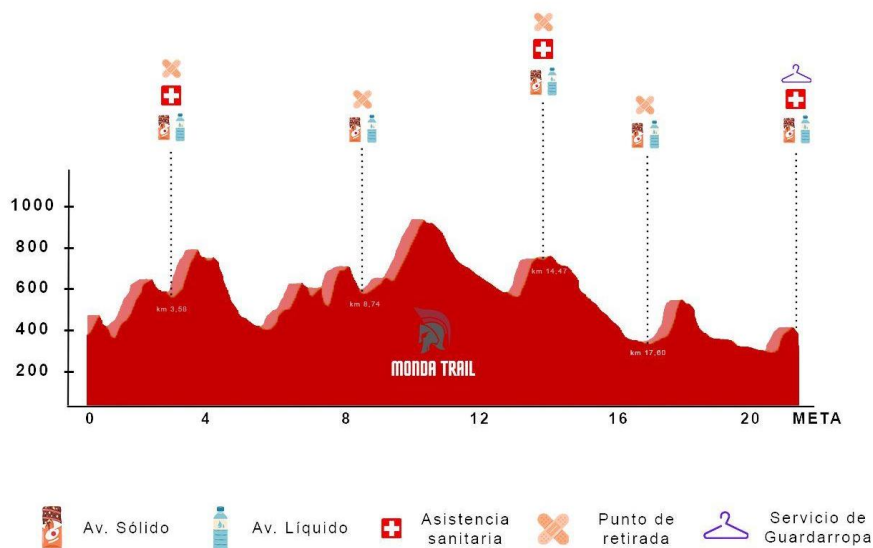 1000
800
600
400
200
km 3,50
km 8,74
km 14,47
km 17,60
MONDA TRAIL
0 4 8 12 16 20 META
Av. Sólido
Av. Líquido
Asistencia
sanitaria
Punto de
retirada
Servicio de
Guardarropa